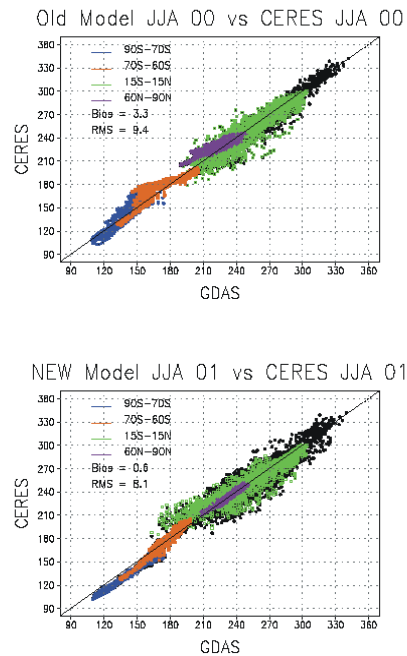 Old Model JJA 00 vs CERES JJA 00
360
330
300
270
240
210
180
150
120
90
CERES
90S-70S
70S-60S
15S-15N
60N-90N
Bias = 3.3
RMS = 9.4
90 120 150 180 210 240 270 300 330 360
GDAS
NEW Model JJA 01 vs CERES JJA 01
360
330
300
270
240
210
180
150
120
90
CERES
90S-70S
70S-60S
15S-15N
60N-90N
Bias = 0.6
RMS = 8.1
90 120 150 180 210 240 270 300 330 360
GDAS